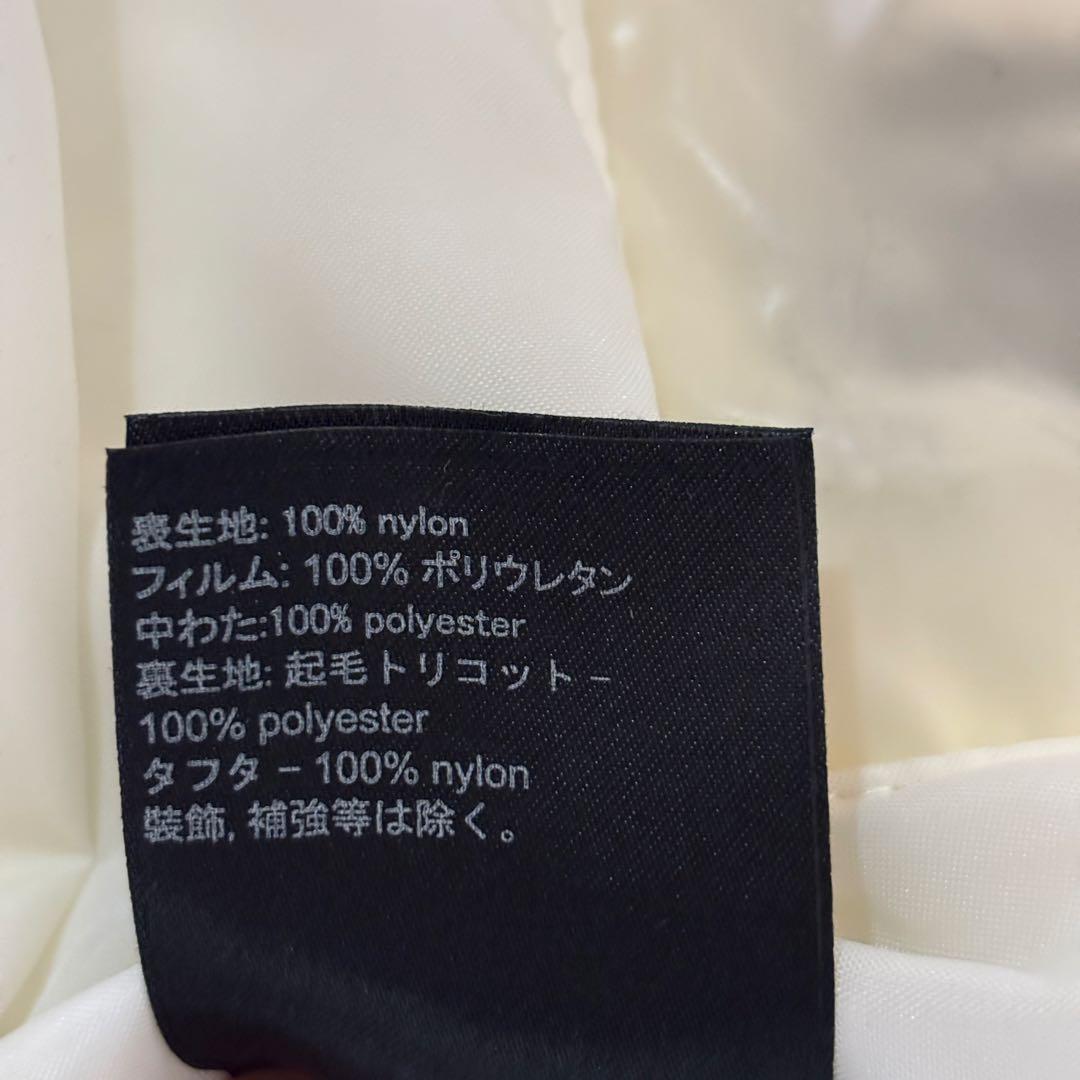 表生地: 100% nylon
フィルム: 100% ポリウレタン
中わた:100% polyester
裏生地: 起毛トリコット –
100% polyester
タフタ – 100% nylon
装飾, 補強等は除く。